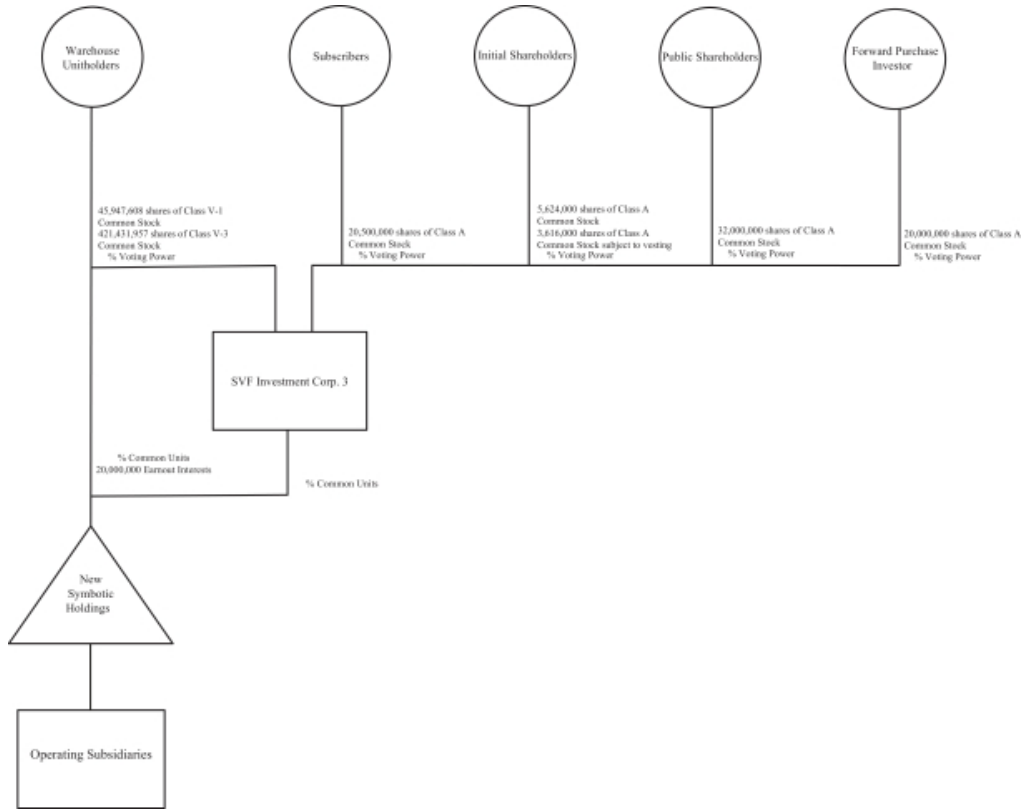 Warehouse
Unitholders
Subscribers
Initial Shareholders
Public Shareholders
Forward Purchase
Investor
45,947,608 shares of Class V-1
Common Stock
421,431,957 shares of Class V-3
Common Stock
% Voting Power
20,500,000 shares of Class A
Common Stock
% Voting Power
5,624,000 shares of Class A
Common Stock
3,616,000 shares of Class A
Common Stock subject to vesting
% Voting Power
32,000,000 shares of Class A
Common Stock
% Voting Power
20,000,000 shares of Class A
Common Stock
% Voting Power
SVF Investment Corp. 3
% Common Units
20,000,000 Earnout Interests
% Common Units
New
Symbotic
Holdings
Operating Subsidiaries